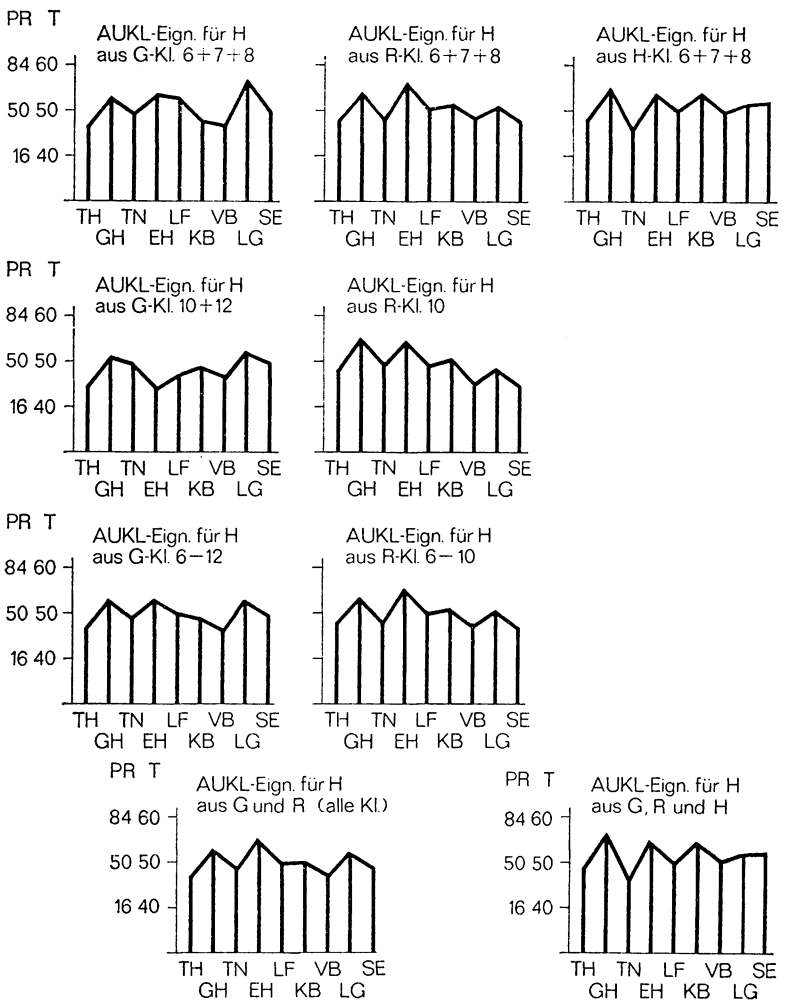 PR T
AUKL-Eign. für H
aus G-Kl. 6+7+8
84 60
50 50
16 40
TH TN LF VB SE
GH EH KB LG
AUKL-Eign. für H
aus R-Kl. 6+7+8
TH TN LF VB SE
GH EH KB LG
AUKL-Eign. für H
aus H-Kl. 6+7+8
TH TN LF VB SE
GH EH KB LG
PR T
AUKL-Eign. für H
aus G-Kl. 10+12
84 60
50 50
16 40
TH TN LF VB SE
GH EH KB LG
AUKL-Eign. für H
aus R-Kl. 10
TH TN LF VB SE
GH EH KB LG
PR T
AUKL-Eign. für H
aus G-Kl. 6–12
84 60
50 50
16 40
TH TN LF VB SE
GH EH KB LG
AUKL-Eign. für H
aus R-Kl. 6–10
TH TN LF VB SE
GH EH KB LG
PR T
AUKL-Eign. für H
aus G und R (alle Kl.)
84 60
50 50
16 40
TH TN LF VB SE
GH EH KB LG
PR T
AUKL-Eign. für H
aus G, R und H
84 60
50 50
16 40
TH TN LF VB SE
GH EH KB LG